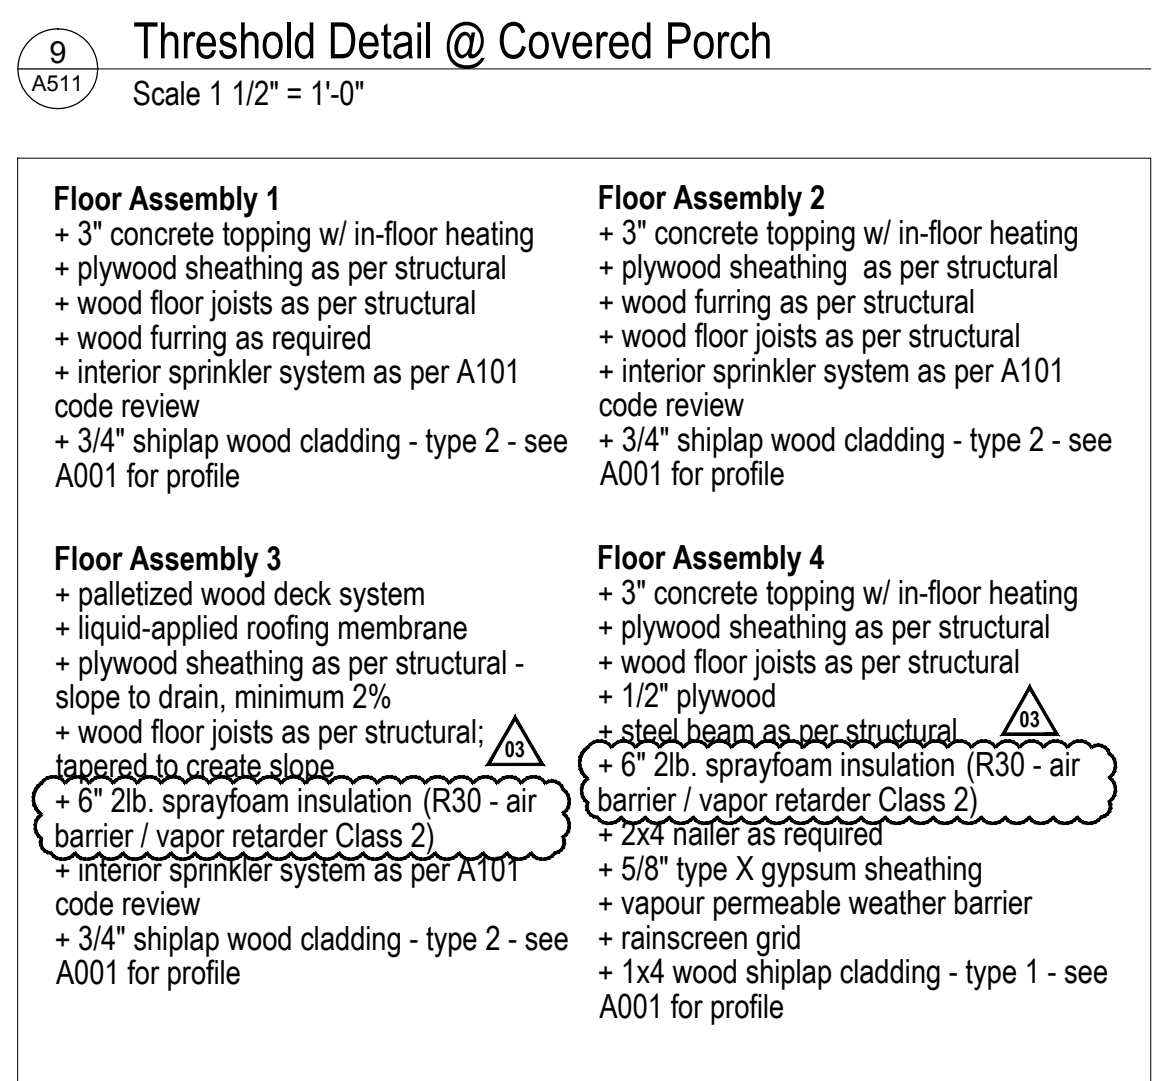 9
A511
Threshold Detail @ Covered Porch
Scale 1 1/2" = 1'-0"
Floor Assembly 1
+ 3" concrete topping w/ in-floor heating
+ plywood sheathing as per structural
+ wood floor joists as per structural
+ wood furring as required
+ interior sprinkler system as per A101
code review
+ 3/4" shiplap wood cladding - type 2 - see
A001 for profile
Floor Assembly 2
+ 3" concrete topping w/ in-floor heating
+ plywood sheathing  as per structural
+ wood furring as per structural
+ wood floor joists as per structural
+ interior sprinkler system as per A101
code review
+ 3/4" shiplap wood cladding - type 2 - see
A001 for profile
Floor Assembly 3
+ palletized wood deck system
+ liquid-applied roofing membrane
+ plywood sheathing as per structural -
slope to drain, minimum 2%
+ wood floor joists as per structural;
tapered to create slope
03
+ 6" 2lb. sprayfoam insulation (R30 - air
barrier / vapor retarder Class 2)
+ interior sprinkler system as per A101
code review
+ 3/4" shiplap wood cladding - type 2 - see
A001 for profile
Floor Assembly 4
+ 3" concrete topping w/ in-floor heating
+ plywood sheathing as per structural
+ wood floor joists as per structural
+ 1/2" plywood
+ steel beam as per structural
03
+ 6" 2lb. sprayfoam insulation (R30 - air
barrier / vapor retarder Class 2)
+ 2x4 nailer as required
+ 5/8" type X gypsum sheathing
+ vapour permeable weather barrier
+ rainscreen grid
+ 1x4 wood shiplap cladding - type 1 - see
A001 for profile